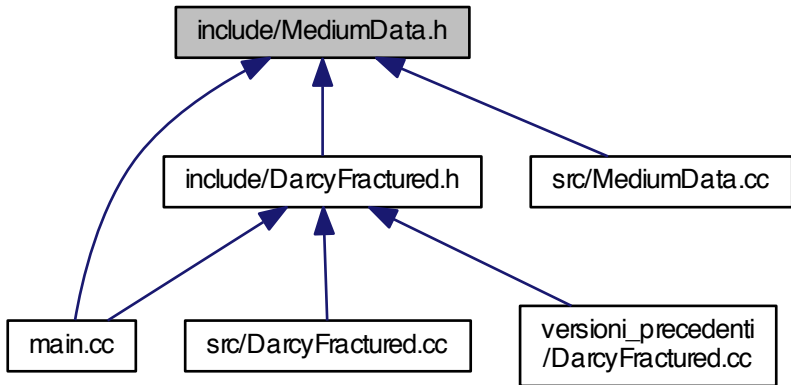 include/MediumData.h
include/DarcyFractured.h
src/MediumData.cc
main.cc
src/DarcyFractured.cc
versioni_precedenti
/DarcyFractured.cc